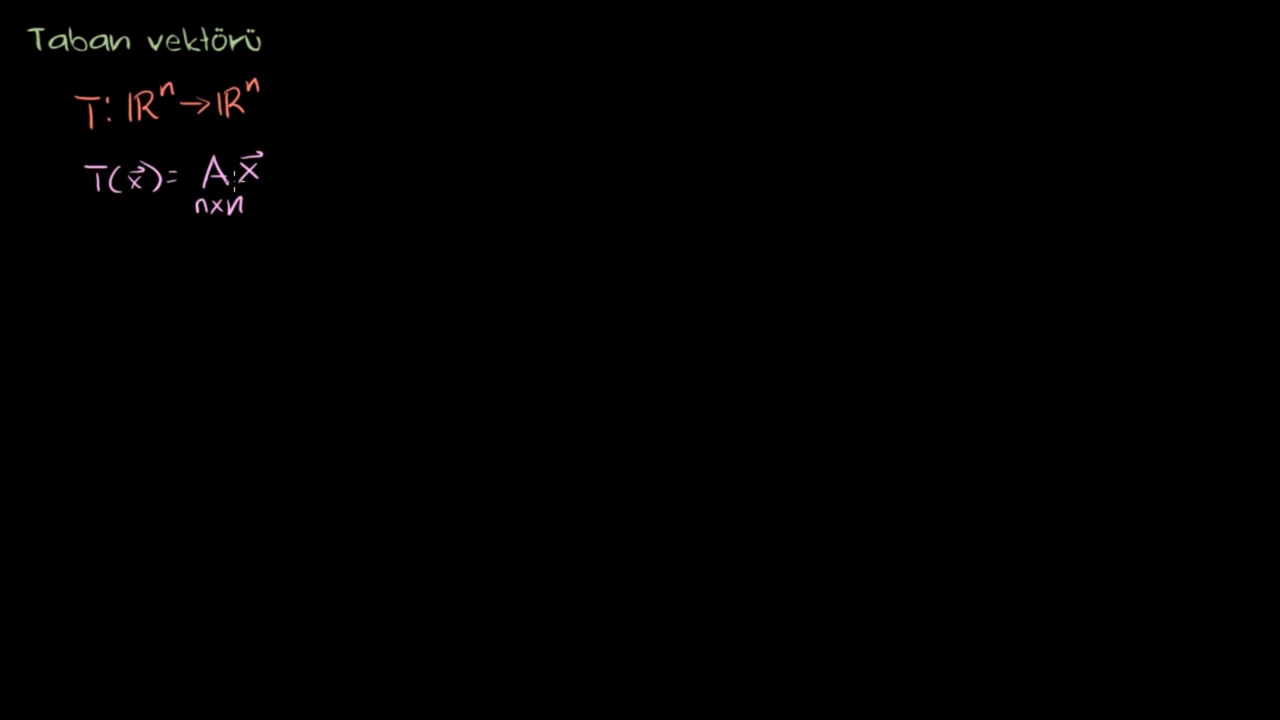 Taban vektörü
T: ℝⁿ → ℝⁿ
T(x⃗) = A x⃗
n×n